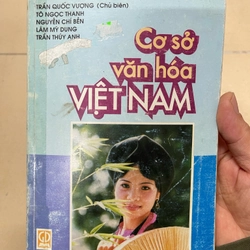 TRẦN QUỐC VƯỢNG (Chủ biên)
TÔ NGỌC THANH
NGUYỄN CHÍ BỀN
LÂM MỸ DUNG
TRẦN THÚY ANH
Cơ sở
văn hóa
VIỆT NAM